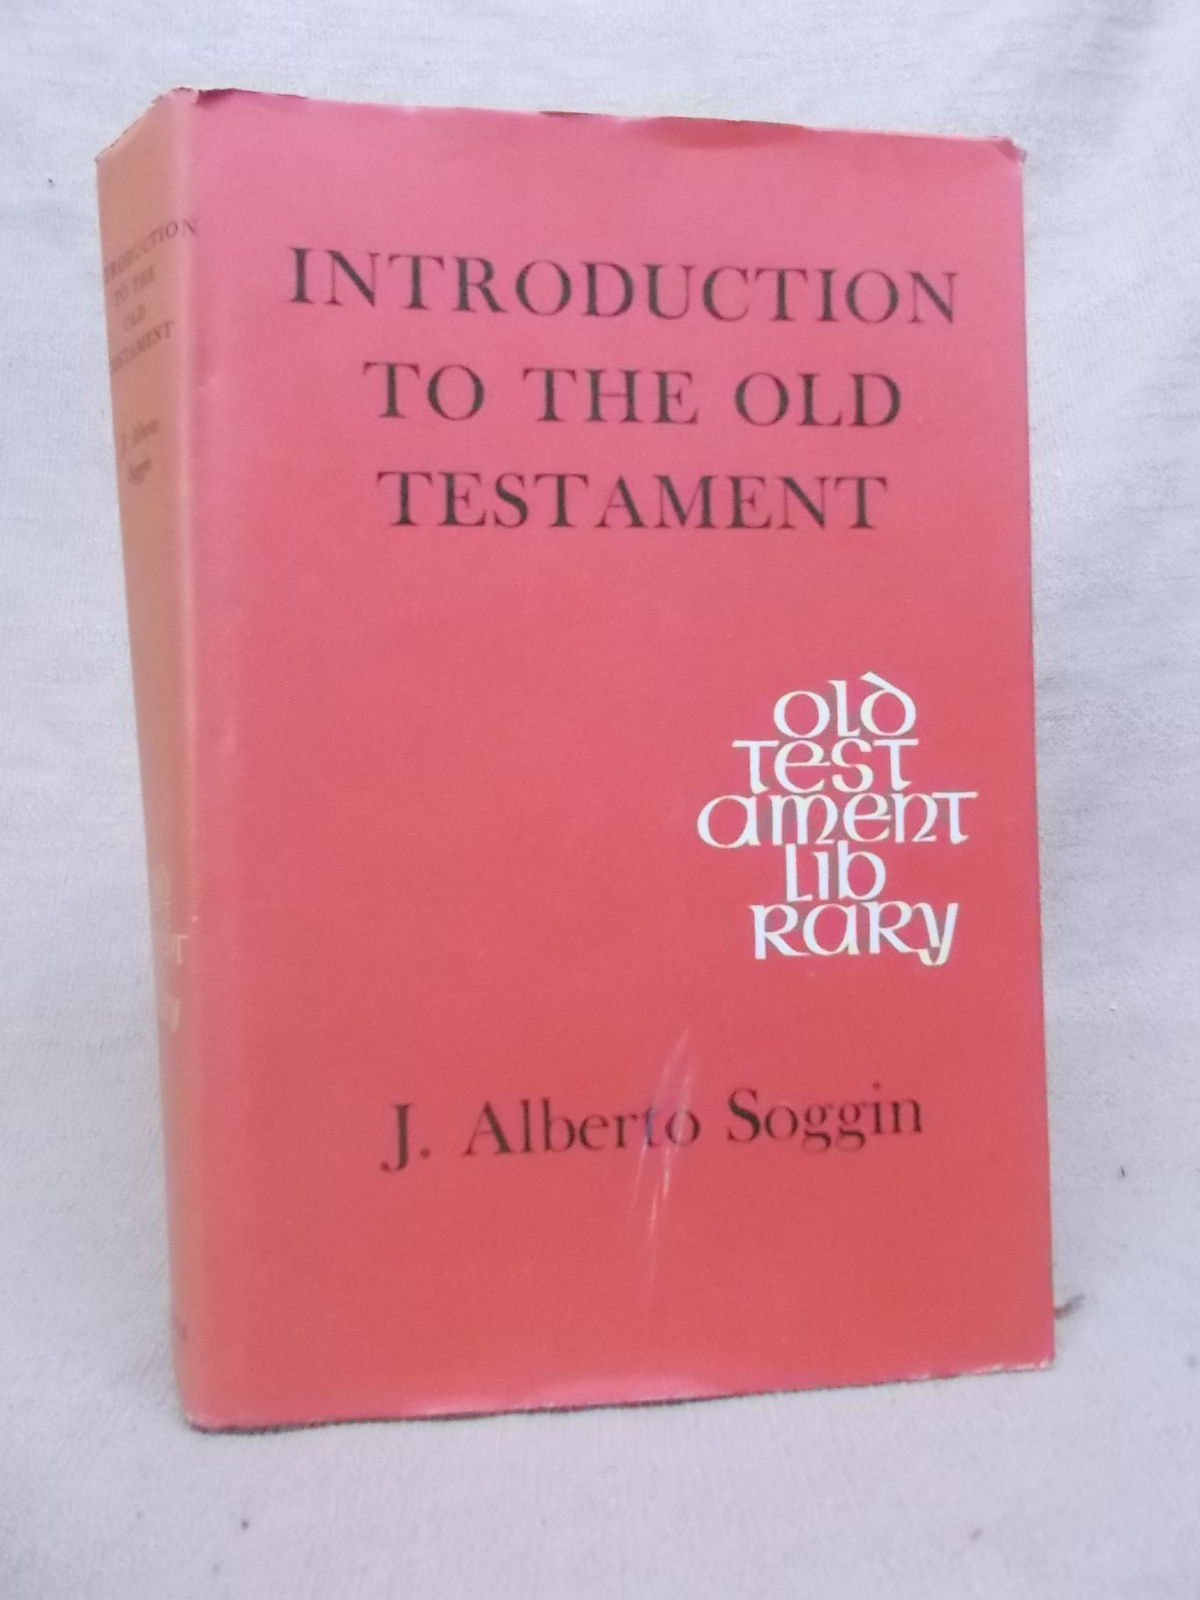 INTRODUCTION
TO THE OLD
TESTAMENT
old
test
ament
lib
rary
J. Alberto Soggin
INTRODUCTION
TO THE
OLD
TESTAMENT
J. Alberto
Soggin